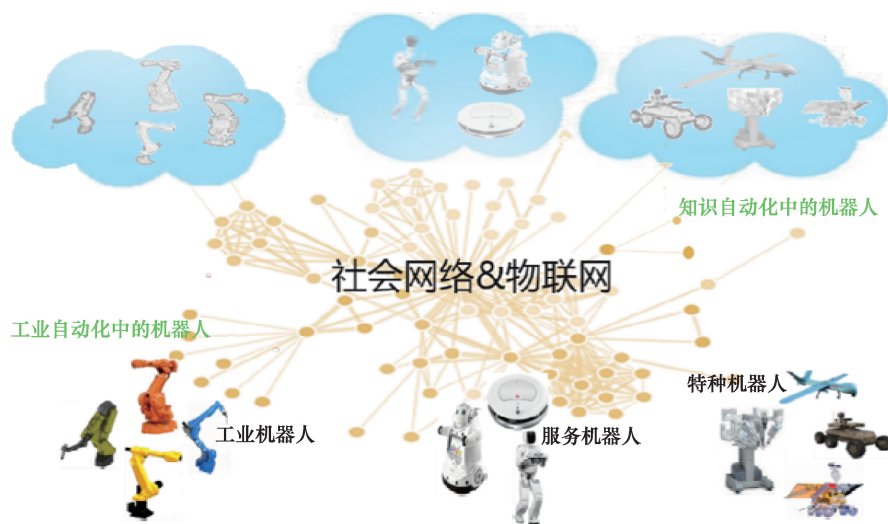 知识自动化中的机器人
社会网络&物联网
工业自动化中的机器人
特种机器人
工业机器人
服务机器人